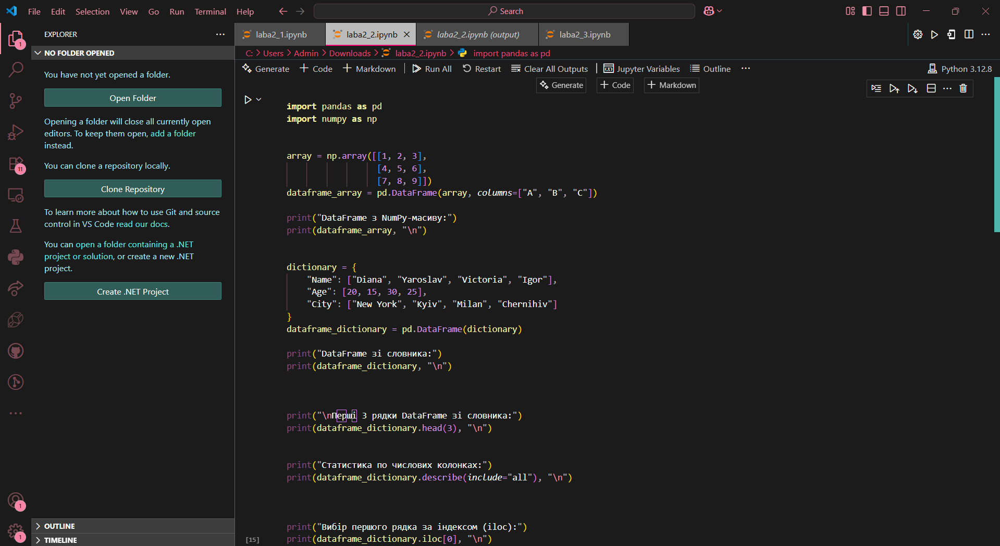 File Edit Selection View Go Run Terminal Help
Search
EXPLORER
NO FOLDER OPENED
You have not yet opened a folder.
Open Folder
Opening a folder will close all currently open
editors. To keep them open, add a folder
instead.
You can clone a repository locally.
Clone Repository
To learn more about how to use Git and source
control in VS Code read our docs.
You can open a folder containing a .NET
project or solution, or create a new .NET
project.
Create .NET Project
OUTLINE
TIMELINE
1
11
1
1
laba2_1.ipynb laba2_2.ipynb laba2_2.ipynb (output) laba2_3.ipynb
C: > Users > Admin > Downloads > laba2_2.ipynb > import pandas as pd
Generate + Code + Markdown | Run All Restart Clear All Outputs | Jupyter Variables Outline ···
Python 3.12.8
Generate + Code + Markdown
import pandas as pd
import numpy as np
array = np.array([[1, 2, 3],
[4, 5, 6],
[7, 8, 9]])
dataframe_array = pd.DataFrame(array, columns=["A", "B", "C"])
print("DataFrame з NumPy-масиву:")
print(dataframe_array, "\n")
dictionary = {
"Name": ["Diana", "Yaroslav", "Victoria", "Igor"],
"Age": [20, 15, 30, 25],
"City": ["New York", "Kyiv", "Milan", "Chernihiv"]
}
dataframe_dictionary = pd.DataFrame(dictionary)
print("DataFrame зі словника:")
print(dataframe_dictionary, "\n")
print("\nПерші 3 рядки DataFrame зі словника:")
print(dataframe_dictionary.head(3), "\n")
print("Статистика по числових колонках:")
print(dataframe_dictionary.describe(include="all"), "\n")
print("Вибір першого рядка за індексом (iloc):")
[15] print(dataframe_dictionary.iloc[0], "\n")